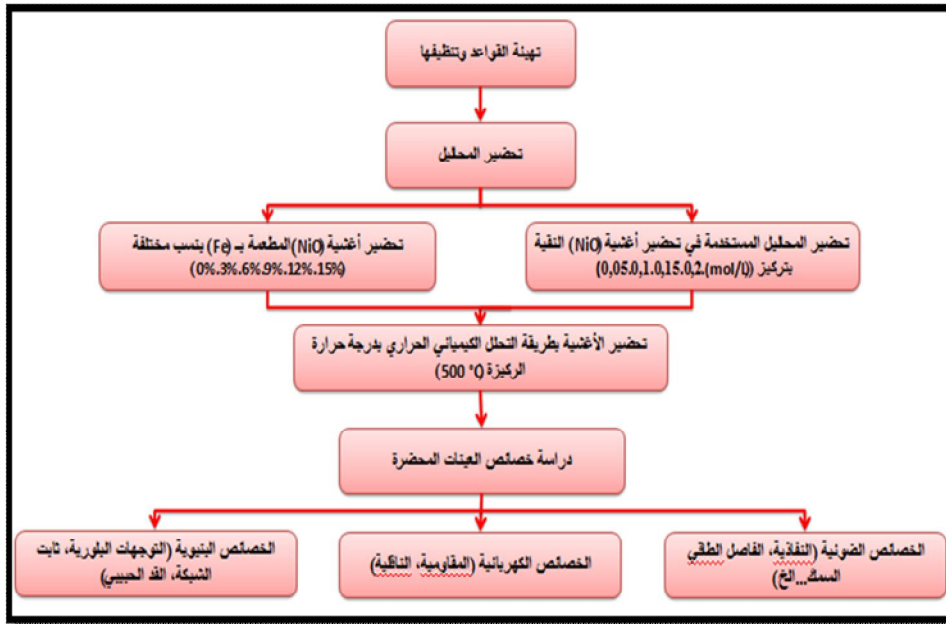 تهيئة القواعد وتنظيفها
تحضير المحاليل
تحضير المحاليل المستخدمة في تحضير أغشية (NiO) النقية
بتركيز ((mol/L).0,05.0,1.0,15.0,2)
تحضير أغشية (NiO) المطعمة بـ (Fe) بنسب مختلفة
(0%.3%.6%.9%.12%.15%)
تحضير الأغشية بطريقة التحلل الكيميائي الحراري بدرجة حرارة
الركيزة (500 °C)
دراسة خصائص العينات المحضرة
الخصائص الضوئية (النفاذية، الفاصل الطاقي
السمك...الخ)
الخصائص الكهربائية (المقاومية، الناقلية)
الخصائص البنيوية (التوجهات البلورية، ثابت
الشبكة، القد الحبيبي)